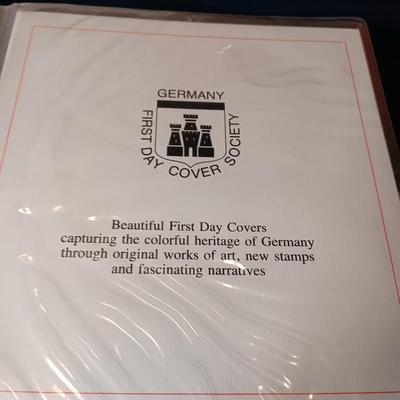 GERMANY
FIRST DAY COVER SOCIETY
Beautiful First Day Covers
capturing the colorful heritage of Germany
through original works of art, new stamps
and fascinating narratives